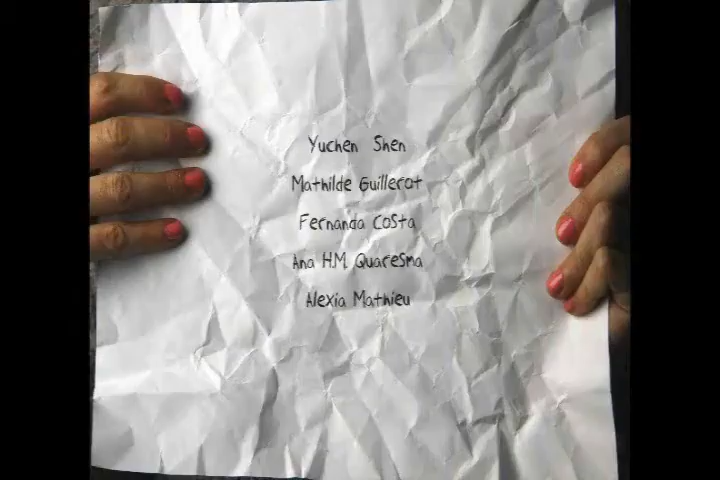 Yuchen Shen
Mathilde Guillerot
Fernanda Costa
Ana H.M. Quaresma
Alexia Mathieu